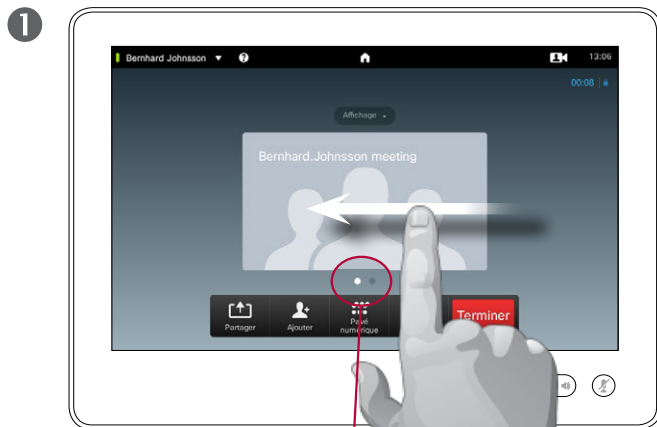 1
Bernhard Johnsson ? 13:06
00:08
Affichage
Bernhard.Johnsson meeting
Partager Ajouter Pavé numérique Terminer